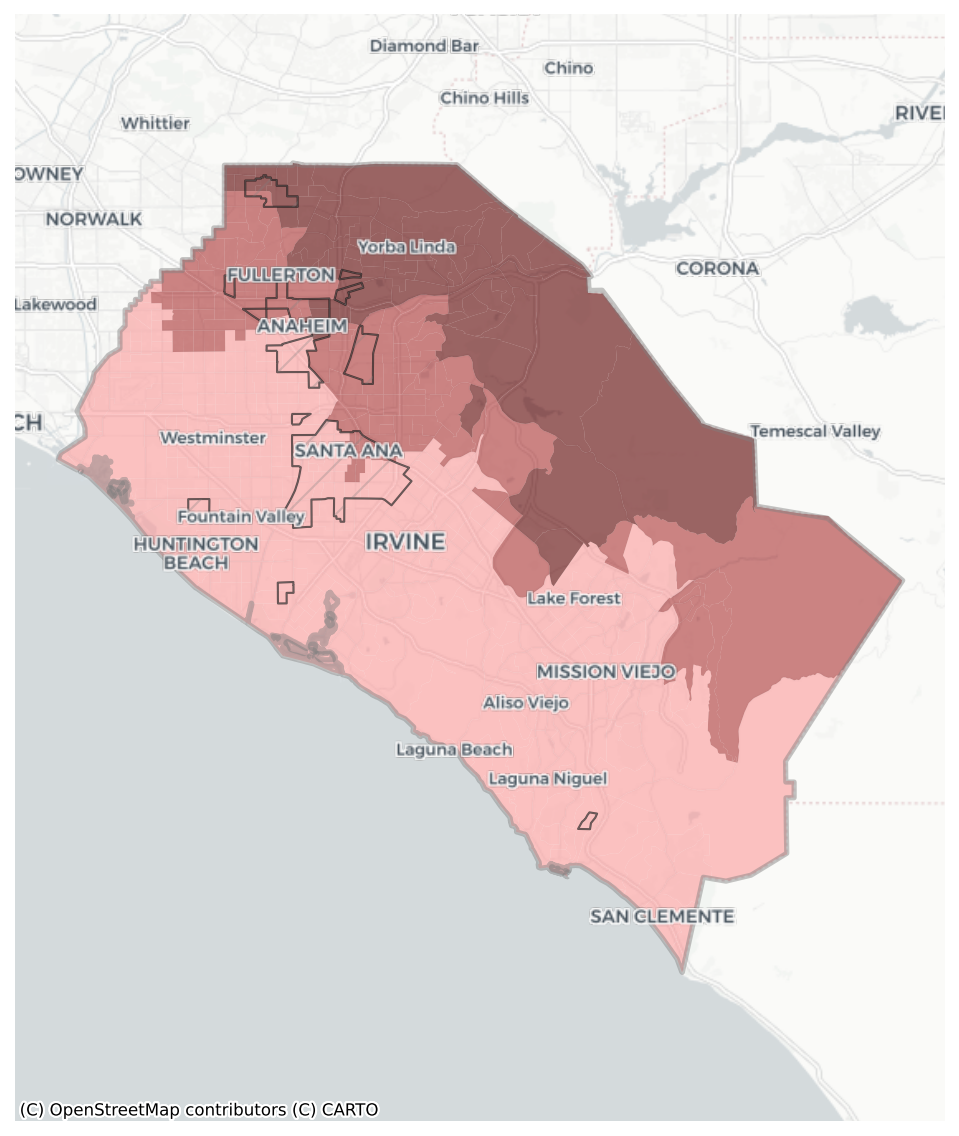 Diamond Bar
Chino
Chino Hills
RIVE
Whittier
OWNEY
NORWALK
Yorba Linda
CORONA
FULLERTON
Lakewood
ANAHEIM
CH
Westminster
Temescal Valley
SANTA ANA
Fountain Valley
IRVINE
HUNTINGTON
BEACH
Lake Forest
MISSION VIEJO
Aliso Viejo
Laguna Beach
Laguna Niguel
SAN CLEMENTE
(C) OpenStreetMap contributors (C) CARTO